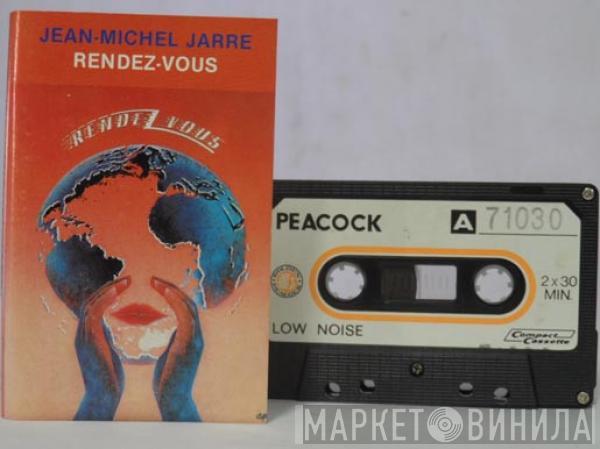 JEAN-MICHEL JARRE
RENDEZ-VOUS
RENDEZ VOUS
PEACOCK
A 71030
2x30
MIN.
LOW NOISE
Compact
Cassette
МАРКЕТ ВИНИЛА